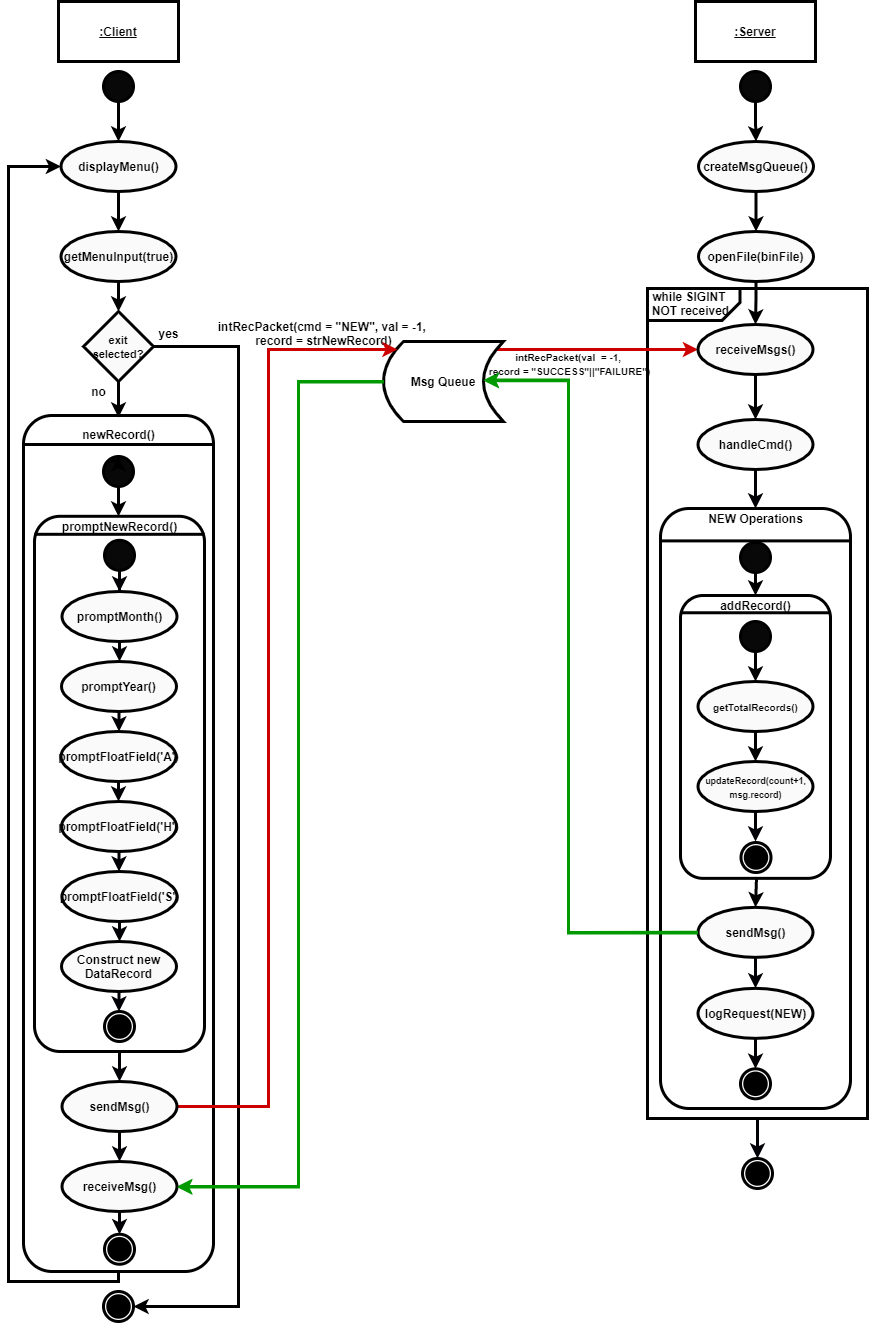 :Client
:Server
displayMenu()
createMsgQueue()
getMenuInput(true)
openFile(binFile)
while SIGINT
NOT received
exit
selected?
yes
no
intRecPacket(cmd = "NEW", val = -1,
record = strNewRecord)
Msg Queue
intRecPacket(val = -1,
record = "SUCCESS"||"FAILURE")
receiveMsgs()
handleCmd()
newRecord()
promptNewRecord()
promptMonth()
promptYear()
promptFloatField('A')
promptFloatField('H')
promptFloatField('S')
Construct new
DataRecord
sendMsg()
receiveMsg()
NEW Operations
addRecord()
getTotalRecords()
updateRecord(count+1,
msg.record)
sendMsg()
logRequest(NEW)